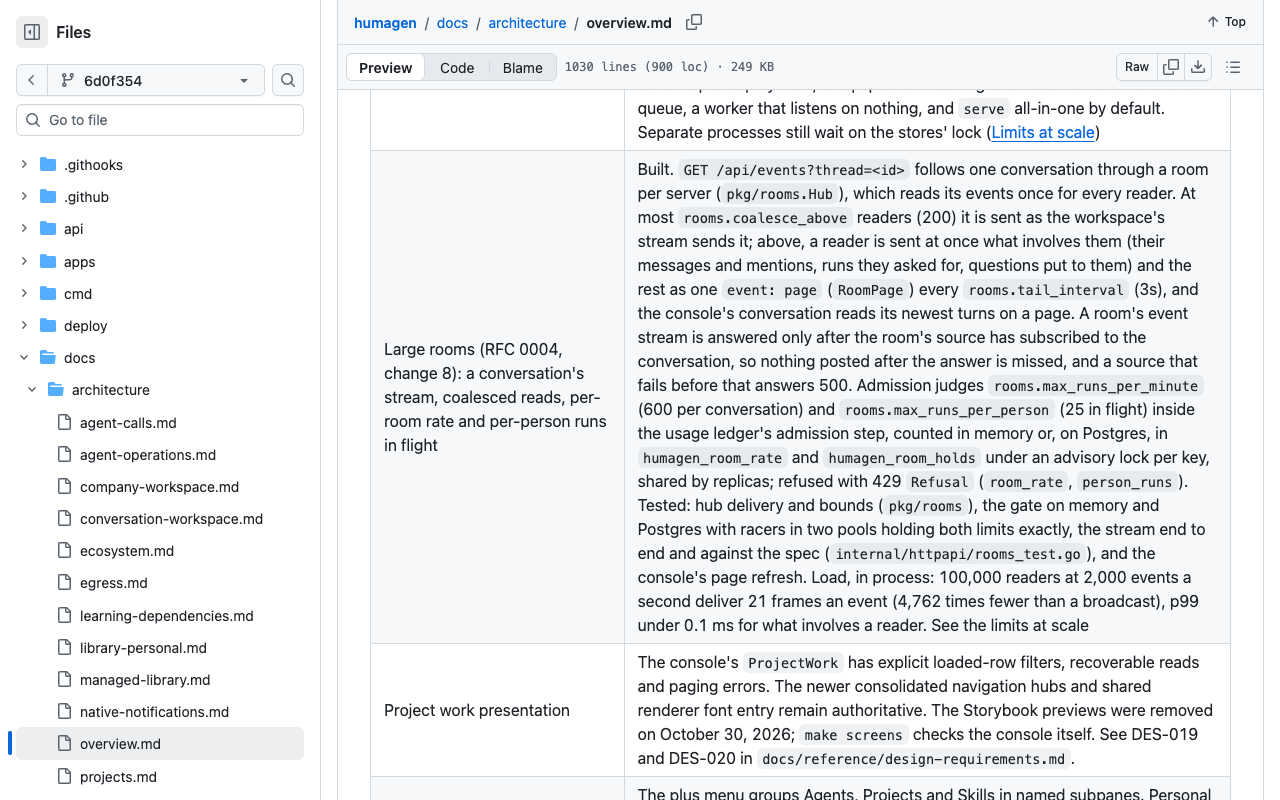 Files
6d0f354
Go to file
.githooks
.github
api
apps
cmd
deploy
docs
architecture
agent-calls.md
agent-operations.md
company-workspace.md
conversation-workspace.md
ecosystem.md
egress.md
learning-dependencies.md
library-personal.md
managed-library.md
native-notifications.md
overview.md
projects.md
humagen / docs / architecture / overview.md
Top
Preview Code Blame 1030 lines (900 loc) · 249 KB
Raw
queue, a worker that listens on nothing, and serve all-in-one by default.
Separate processes still wait on the stores' lock (Limits at scale)
Large rooms (RFC 0004,
change 8): a conversation's
stream, coalesced reads, per-
room rate and per-person runs
in flight
Built. GET /api/events?thread=<id> follows one conversation through a room
per server ( pkg/rooms.Hub ), which reads its events once for every reader. At
most rooms.coalesce_above readers (200) it is sent as the workspace's
stream sends it; above, a reader is sent at once what involves them (their
messages and mentions, runs they asked for, questions put to them) and the
rest as one event: page ( RoomPage ) every rooms.tail_interval (3s), and
the console's conversation reads its newest turns on a page. A room's event
stream is answered only after the room's source has subscribed to the
conversation, so nothing posted after the answer is missed, and a source that
fails before that answers 500. Admission judges rooms.max_runs_per_minute
(600 per conversation) and rooms.max_runs_per_person (25 in flight) inside
the usage ledger's admission step, counted in memory or, on Postgres, in
humagen_room_rate and humagen_room_holds under an advisory lock per key,
shared by replicas; refused with 429 Refusal ( room_rate , person_runs ).
Tested: hub delivery and bounds ( pkg/rooms ), the gate on memory and
Postgres with racers in two pools holding both limits exactly, the stream end to
end and against the spec ( internal/httpapi/rooms_test.go ), and the
console's page refresh. Load, in process: 100,000 readers at 2,000 events a
second deliver 21 frames an event (4,762 times fewer than a broadcast), p99
under 0.1 ms for what involves a reader. See the limits at scale
Project work presentation
The console's ProjectWork has explicit loaded-row filters, recoverable reads
and paging errors. The newer consolidated navigation hubs and shared
renderer font entry remain authoritative. The Storybook previews were removed
on October 30, 2026; make screens checks the console itself. See DES-019
and DES-020 in docs/reference/design-requirements.md .
The plus menu groups Agents, Projects and Skills in named subpanes. Personal